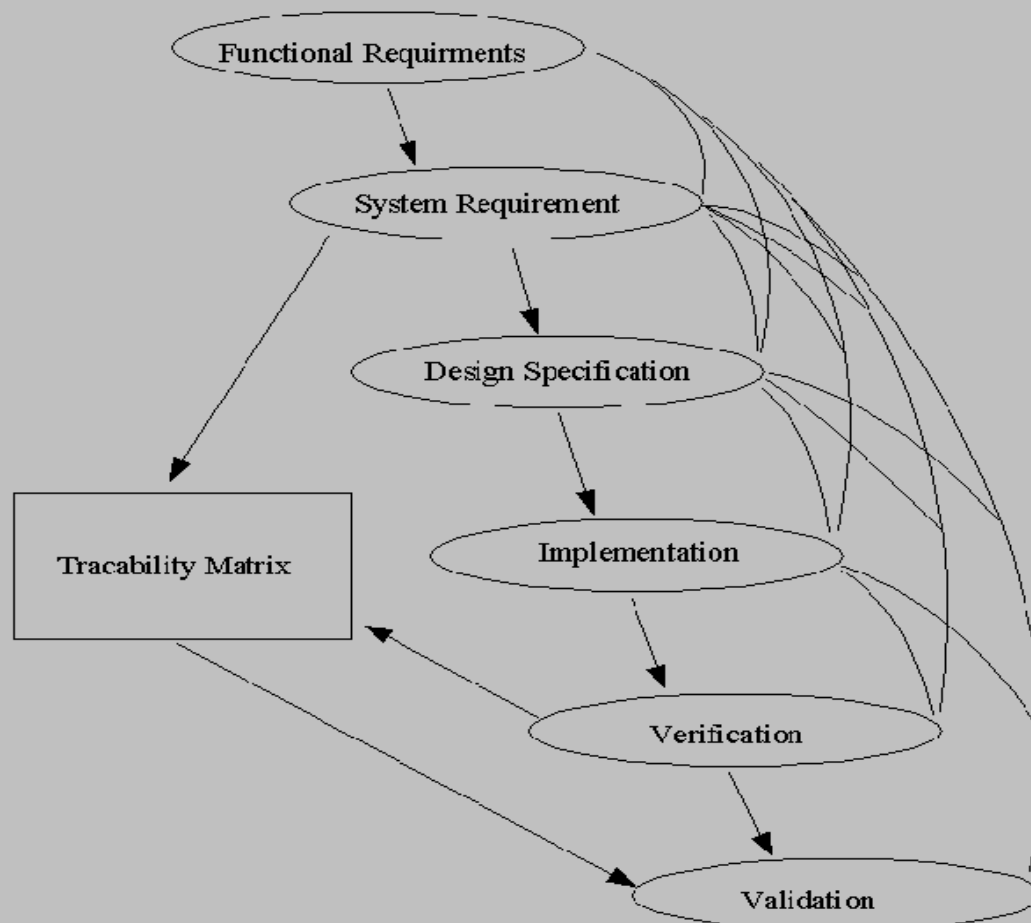 Functional Requirments
System Requirement
Design Specification
Implementation
Tracability Matrix
Verification
Validation